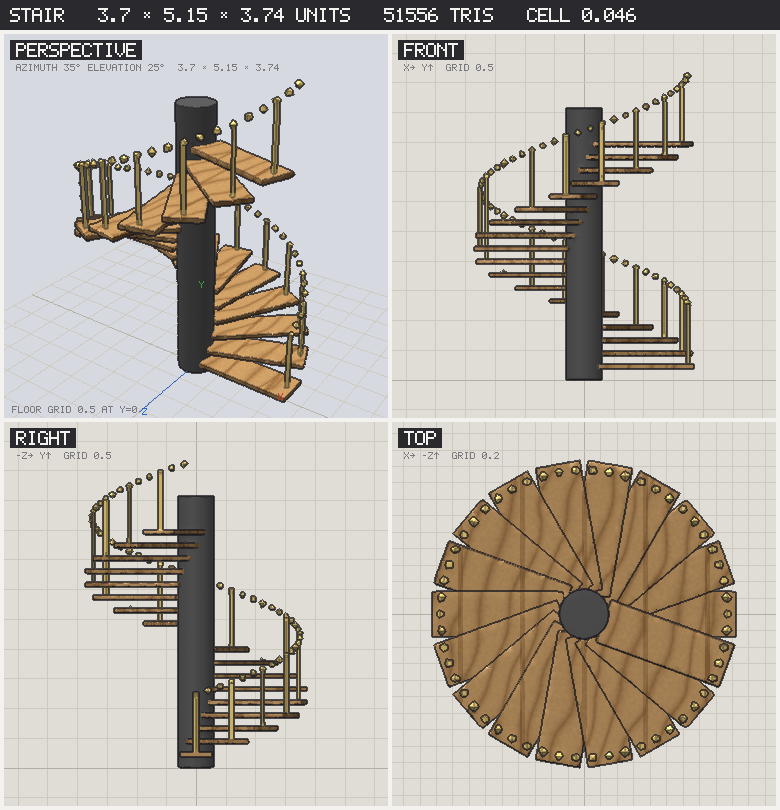 STAIR 3.7 × 5.15 × 3.74 UNITS 51556 TRIS CELL 0.046
PERSPECTIVE
AZIMUTH 35° ELEVATION 25° 3.7 × 5.15 × 3.74
Y
Z
FLOOR GRID 0.5 AT Y=0
FRONT
X→ Y↑ GRID 0.5
RIGHT
-Z→ Y↑ GRID 0.5
TOP
X→ -Z↑ GRID 0.2